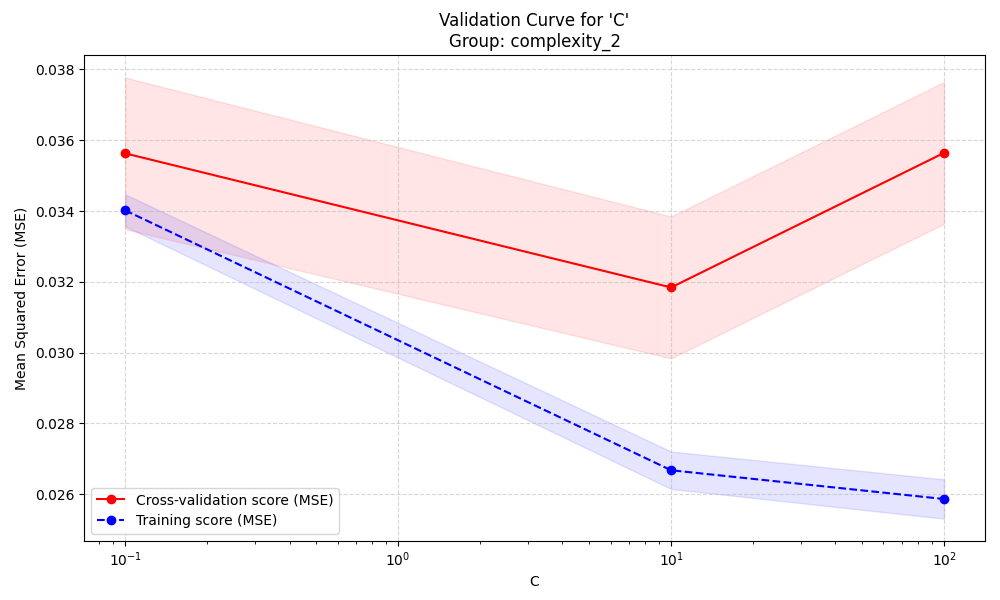 Validation Curve for 'C'
Group: complexity_2
Mean Squared Error (MSE)
0.038
0.036
0.034
0.032
0.030
0.028
0.026
Cross-validation score (MSE)
Training score (MSE)
10⁻¹ 10⁰ 10¹ 10²
C